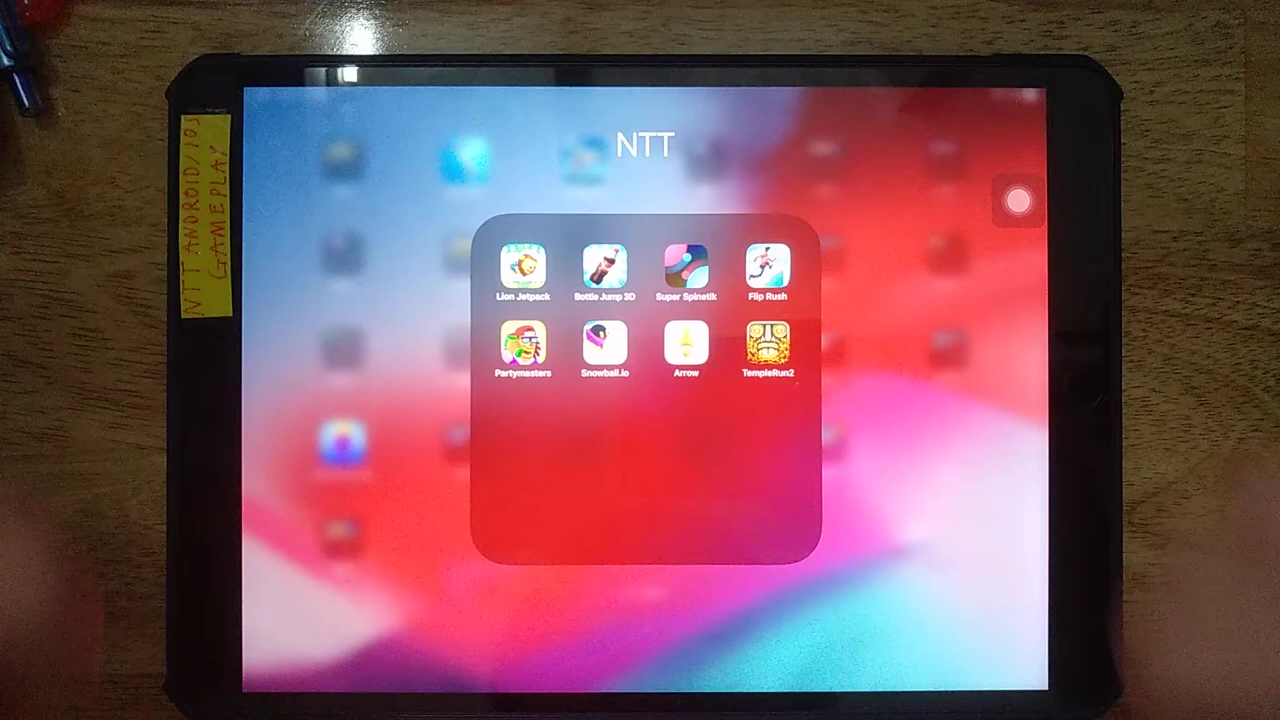 NTT ANDROID/IOS
GAMEPLAY
NTT
Lion Jetpack
Bottle Jump 3D
Super Spinetik
Flip Rush
Partymasters
Snowball.io
Arrow
TempleRun2